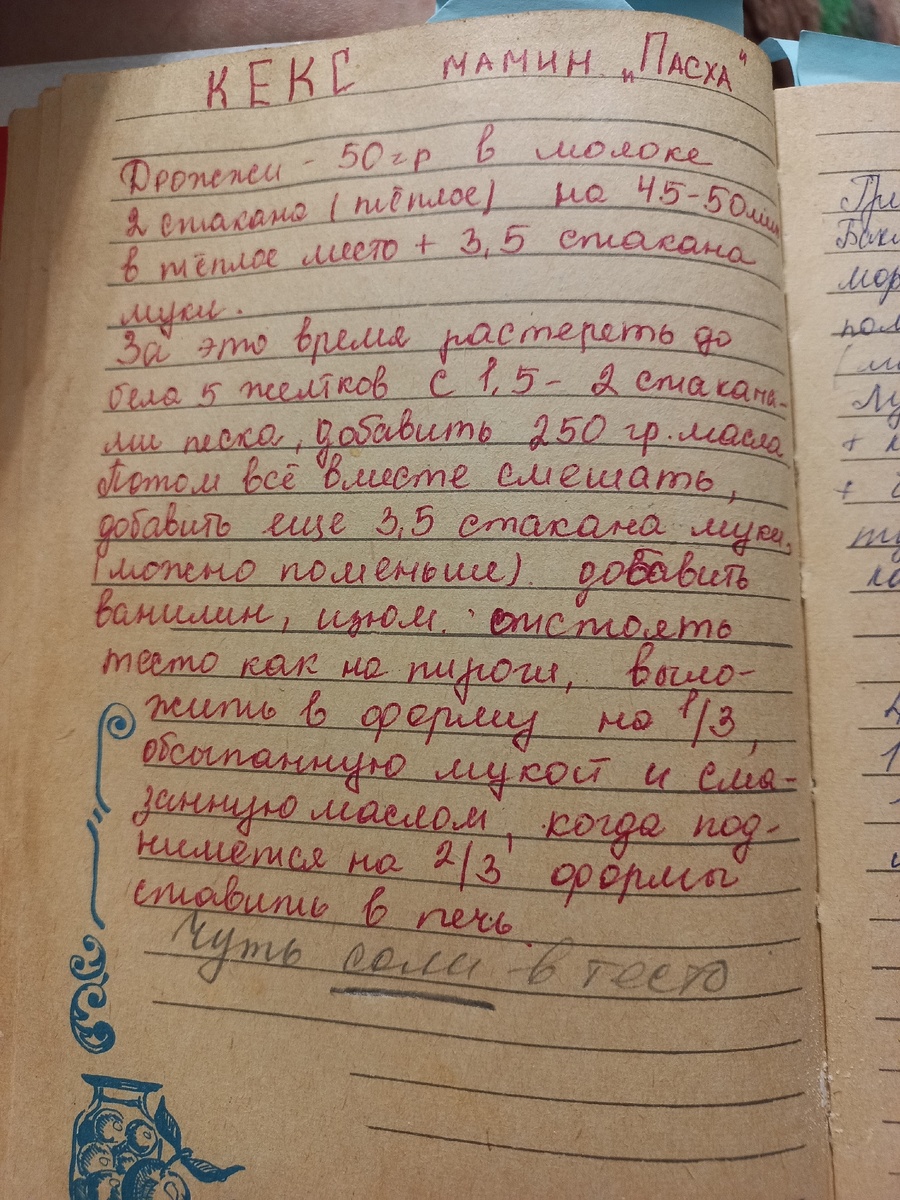 КЕКС МАМИН „ПАСХА"
Дрожжи - 50 гр в молоке
2 стакана (тёплое) на 45-50 мин
в тёплое место + 3,5 стакана
муки.
За это время растереть до
бела 5 желтков с 1,5 - 2 стакана-
ми песка, добавить 250 гр. масла
Потом всё вместе смешать,
добавить еще 3,5 стакана муки,
(можно поменьше) добавить
ванилин, изюм. отстоять
тесто как на пироги, выло-
жить в форму на 1/3,
обсыпанную мукой и сма-
занную маслом, когда под-
нимется на 2/3 формы
ставить в печь.
Чуть соли в тесто
мор
+
+